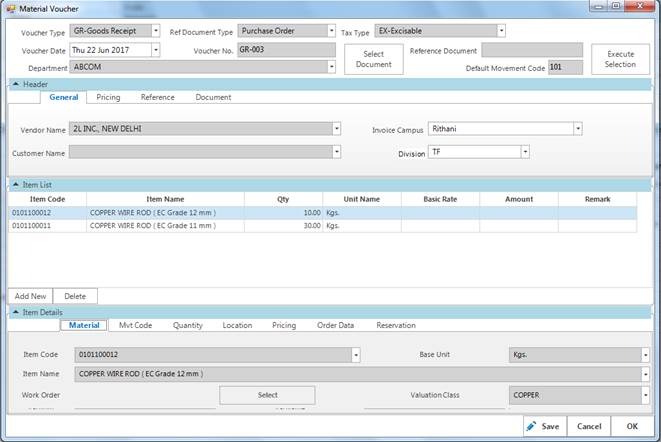 Material Voucher
Voucher Type GR-Goods Receipt Ref Document Type Purchase Order Tax Type EX-Excisable
Voucher Date Thu 22 Jun 2017 Voucher No. GR-003 Select Document Reference Document Execute Selection
Department ABCOM Default Movement Code 101
Header
General Pricing Reference Document
Vendor Name 2L INC., NEW DELHI Invoice Campus Rithani
Customer Name Division TF
Item List
Item Code Item Name Qty Unit Name Basic Rate Amount Remark
0101100012 COPPER WIRE ROD ( EC Grade 12 mm ) 10.00 Kgs.
0101100011 COPPER WIRE ROD ( EC Grade 11 mm ) 30.00 Kgs.
Add New Delete
Item Details
Material Mvt Code Quantity Location Pricing Order Data Reservation
Item Code 0101100012 Base Unit Kgs.
Item Name COPPER WIRE ROD ( EC Grade 12 mm )
Work Order Select Valuation Class COPPER
Save Cancel OK